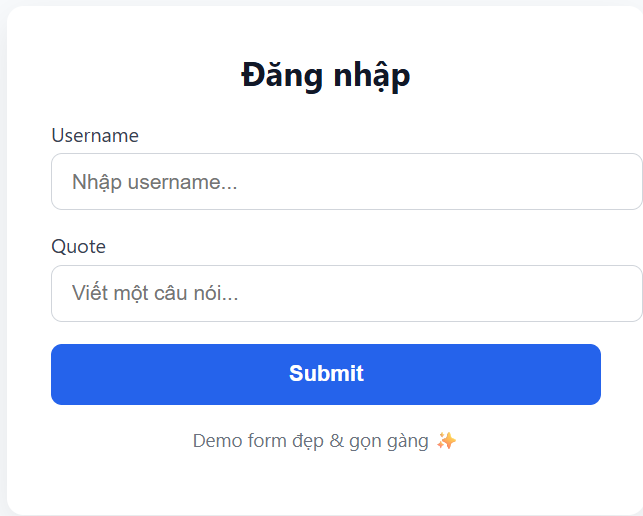 Đăng nhập
Username
Nhập username...
Quote
Viết một câu nói...
Submit
Demo form đẹp & gọn gàng ✨